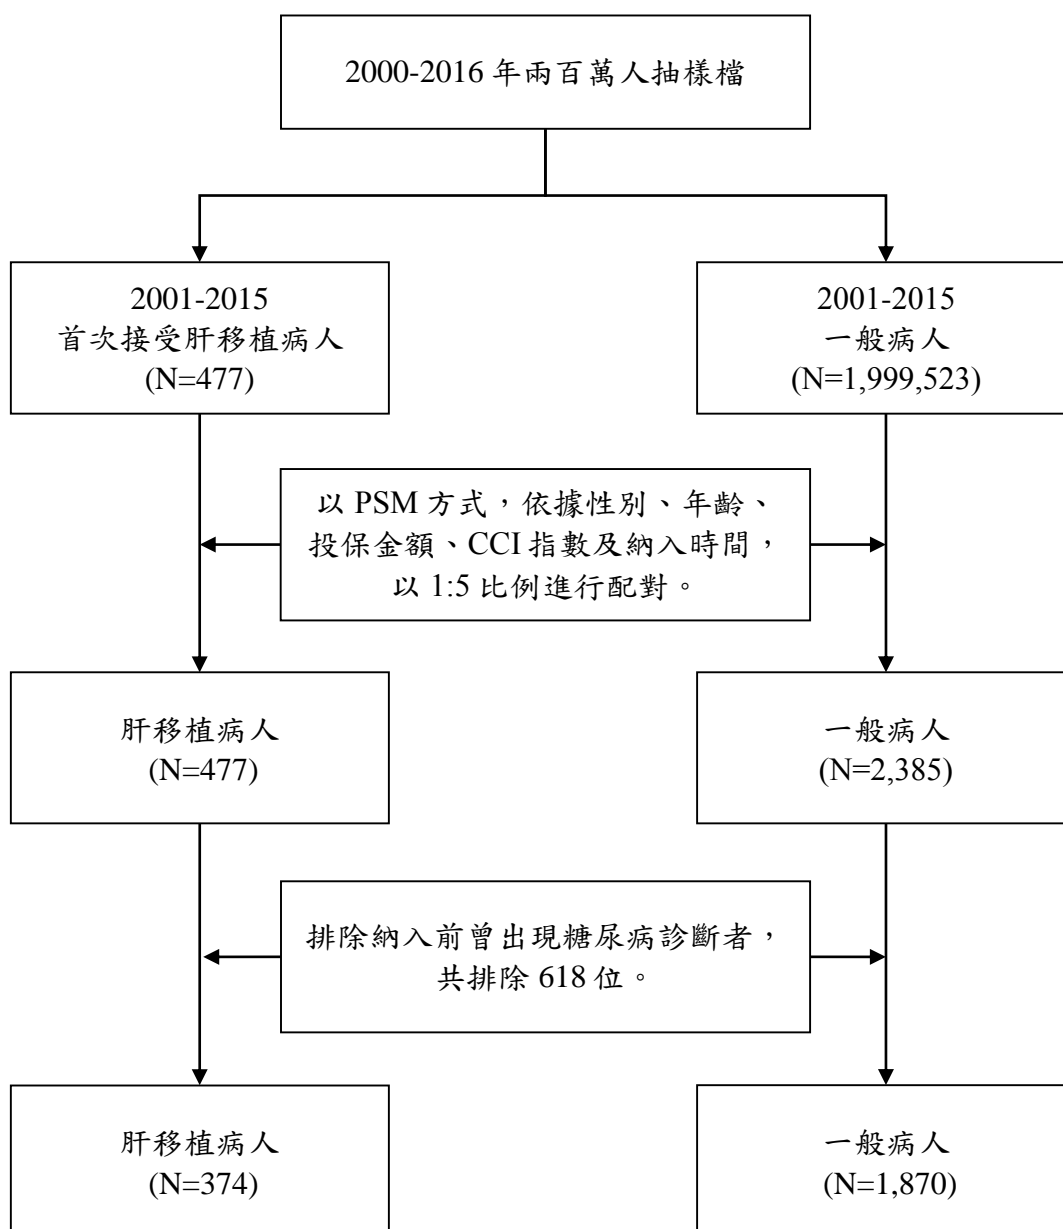 2000-2016 年兩百萬人抽樣檔
2001-2015
首次接受肝移植病人
(N=477)
2001-2015
一般病人
(N=1,999,523)
以 PSM 方式，依據性別、年齡、
投保金額、CCI 指數及納入時間，
以 1:5 比例進行配對。
肝移植病人
(N=477)
一般病人
(N=2,385)
排除納入前曾出現糖尿病診斷者，
共排除 618 位。
肝移植病人
(N=374)
一般病人
(N=1,870)